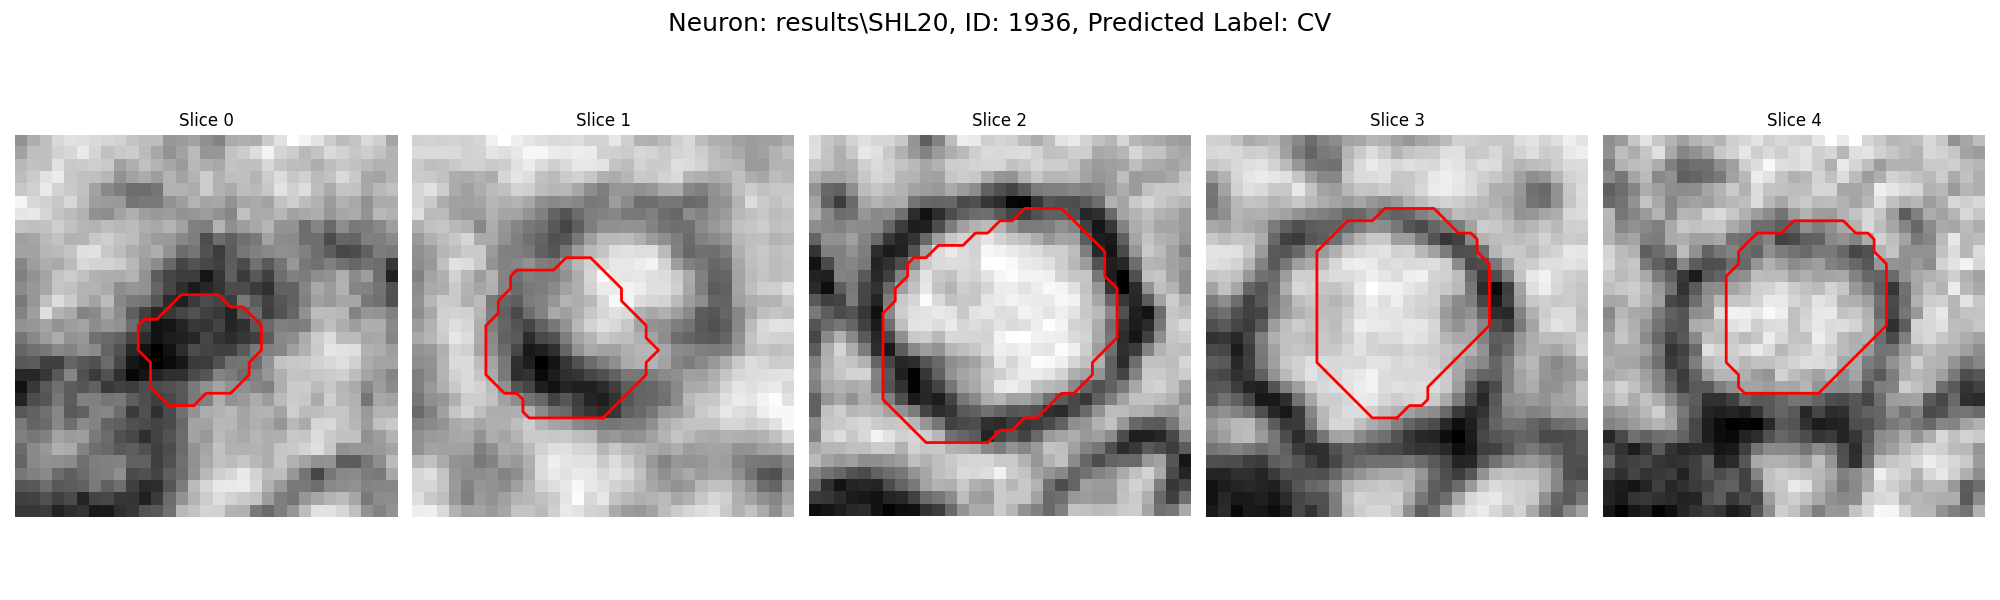 Neuron: results\SHL20, ID: 1936, Predicted Label: CV
Slice 0
Slice 1
Slice 2
Slice 3
Slice 4